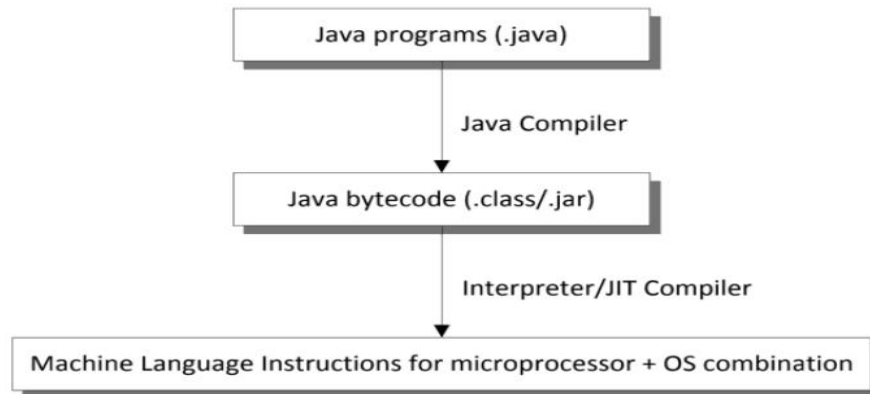 Java programs (.java)
Java Compiler
Java bytecode (.class/.jar)
Interpreter/JIT Compiler
Machine Language Instructions for microprocessor + OS combination